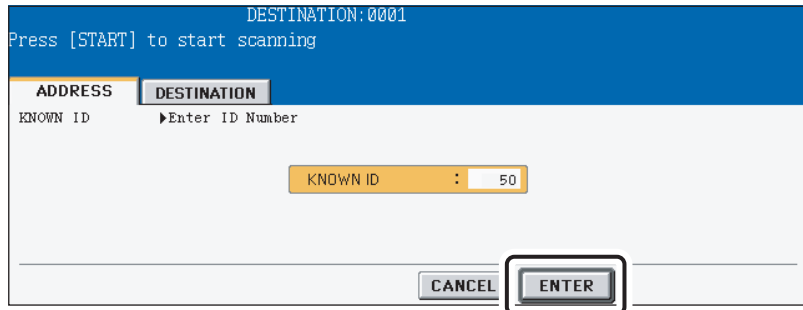 DESTINATION:0001
Press [START] to start scanning
ADDRESS DESTINATION
KNOWN ID ▶Enter ID Number
KNOWN ID : 50
CANCEL ENTER